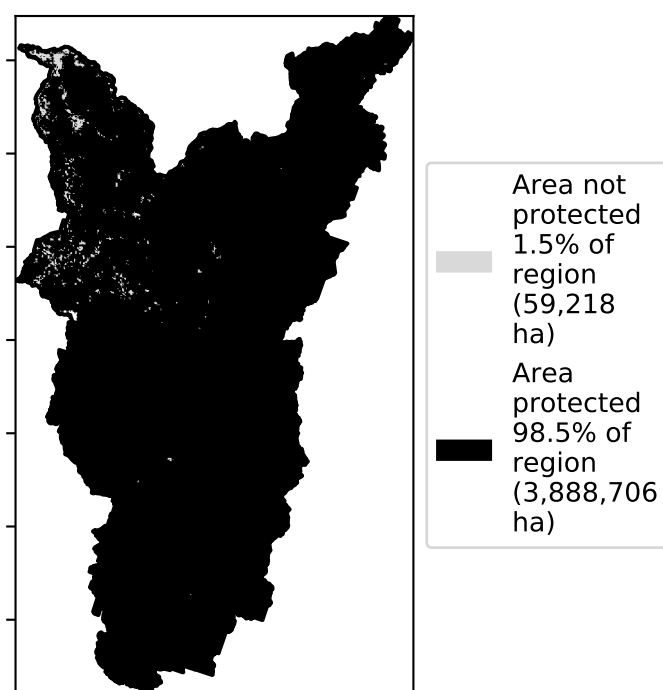 Area not
protected
1.5% of
region
(59,218
ha)
Area
protected
98.5% of
region
(3,888,706
ha)